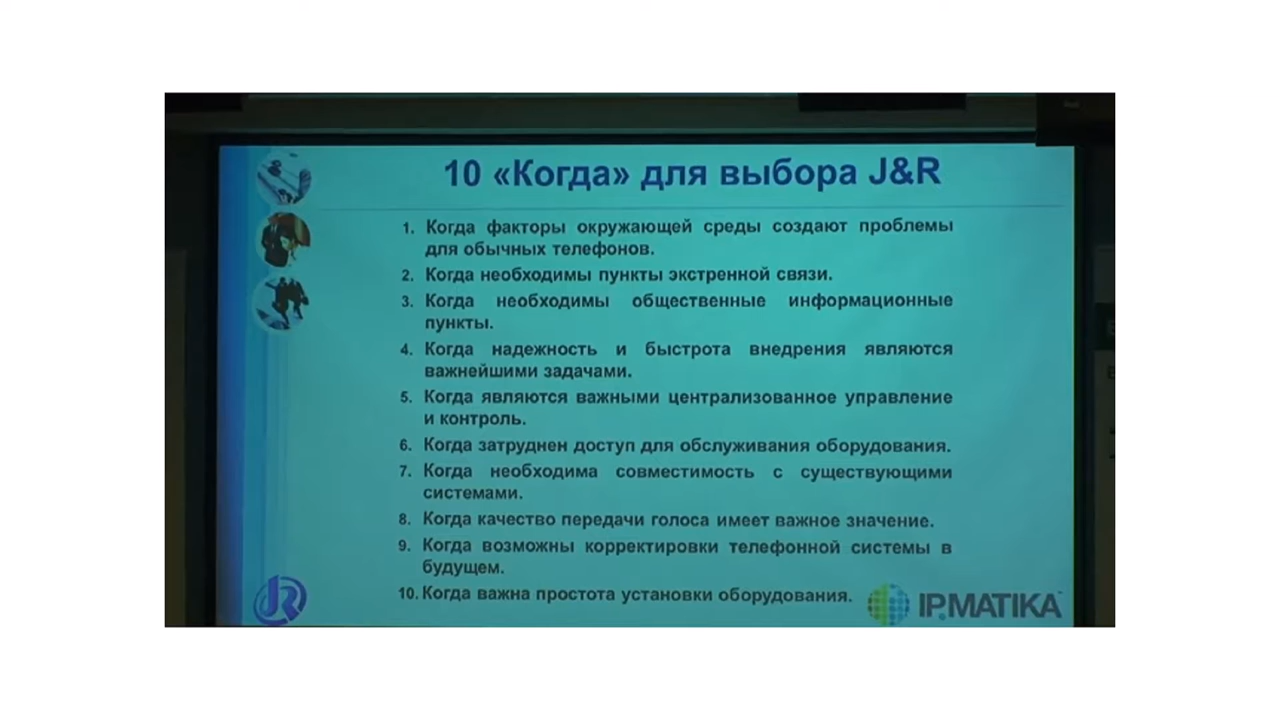 10 «Когда» для выбора J&R
1. Когда факторы окружающей среды создают проблемы
для обычных телефонов.
2. Когда необходимы пункты экстренной связи.
3. Когда необходимы общественные информационные
пункты.
4. Когда надежность и быстрота внедрения являются
важнейшими задачами.
5. Когда являются важными централизованное управление
и контроль.
6. Когда затруднен доступ для обслуживания оборудования.
7. Когда необходима совместимость с существующими
системами.
8. Когда качество передачи голоса имеет важное значение.
9. Когда возможны корректировки телефонной системы в
будущем.
10. Когда важна простота установки оборудования.
JR
IPMATIKA